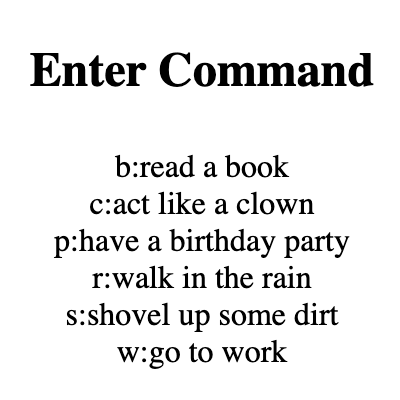 Enter Command
b:read a book
c:act like a clown
p:have a birthday party
r:walk in the rain
s:shovel up some dirt
w:go to work